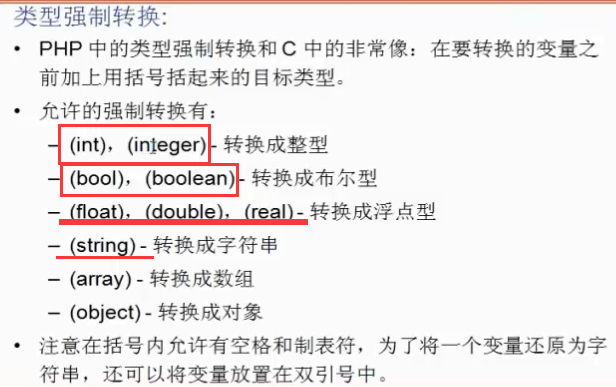 类型强制转换:
• PHP 中的类型强制转换和 C 中的非常像：在要转换的变量之
前加上用括号括起来的目标类型。
• 允许的强制转换有：
– (int)，(integer) - 转换成整型
– (bool)，(boolean) - 转换成布尔型
– (float)，(double)，(real) - 转换成浮点型
– (string) - 转换成字符串
– (array) - 转换成数组
– (object) - 转换成对象
• 注意在括号内允许有空格和制表符，为了将一个变量还原为字
符串，还可以将变量放置在双引号中。